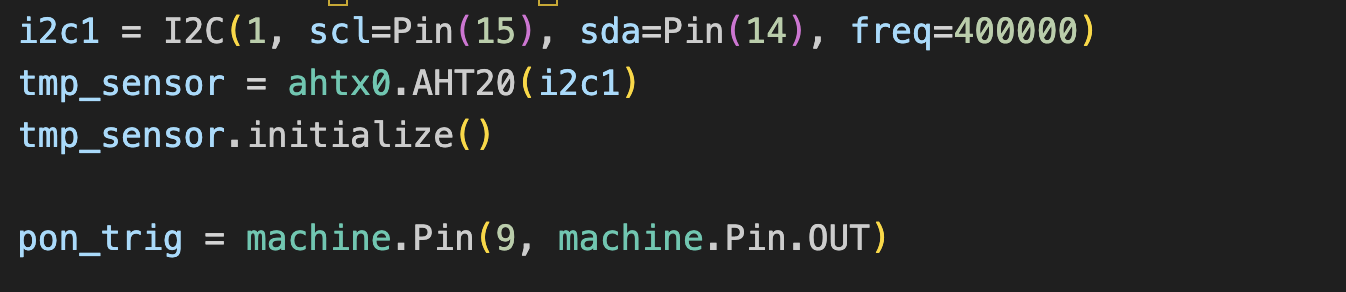 i2c1 = I2C(1, scl=Pin(15), sda=Pin(14), freq=400000)
tmp_sensor = ahtx0.AHT20(i2c1)
tmp_sensor.initialize()
pon_trig = machine.Pin(9, machine.Pin.OUT)